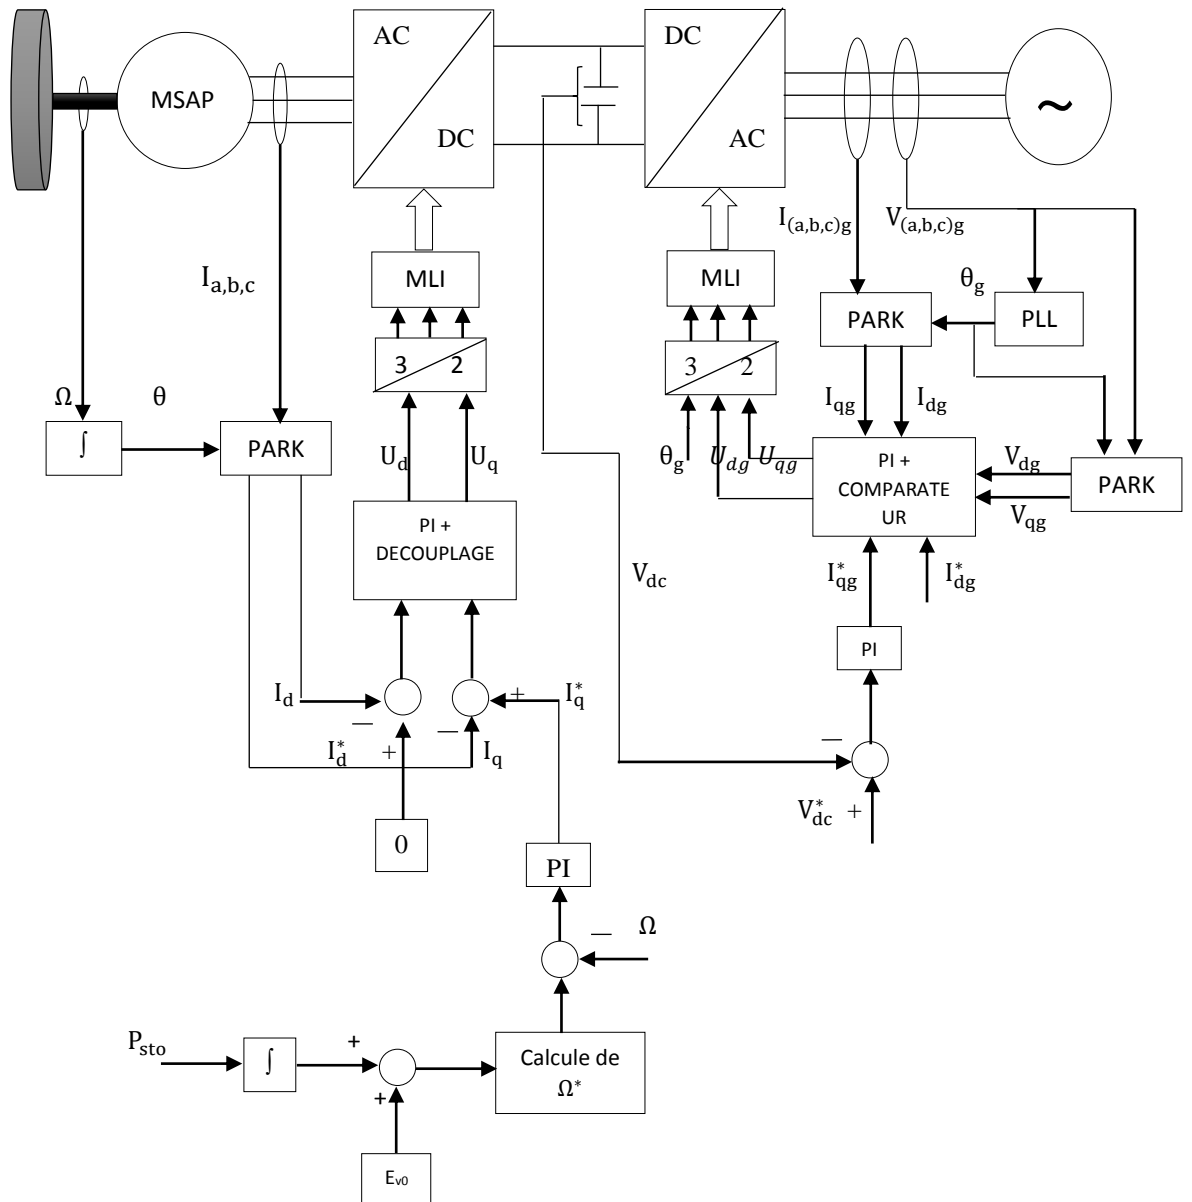 MSAP
AC
DC
DC
AC
~
I(a,b,c)g
V(a,b,c)g
Ia,b,c
MLI
MLI
θg
PARK
PLL
3 2
3 2
Ω
θ
Iqg
Idg
∫
PARK
Ud
Uq
θg
Udg
Uqg
PI +
COMPARATE
UR
Vdg
Vqg
PARK
PI +
DECOUPLAGE
Vdc
I*qg
I*dg
PI
Id
−
+
I*q
−
I*d
+
Iq
−
V*dc
+
0
PI
−
Ω
Psto
∫
+
+
Calcule de
Ω*
Ev0